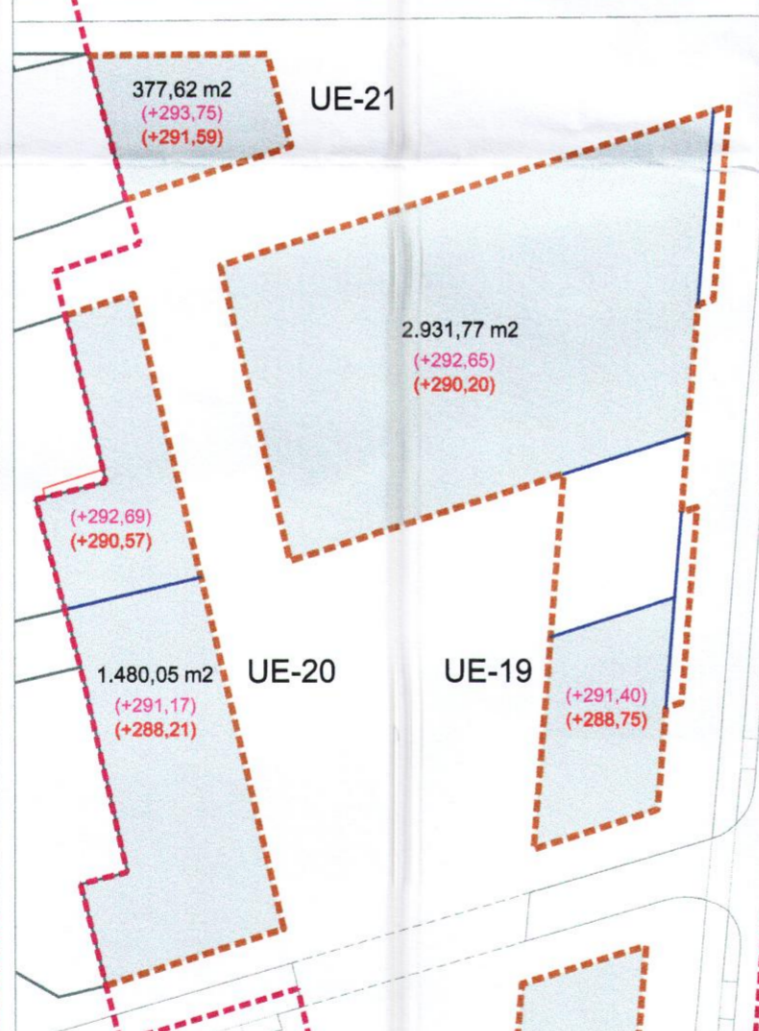 377,62 m2
(+293,75)
(+291,59)
UE-21
2.931,77 m2
(+292,65)
(+290,20)
(+292,69)
(+290,57)
1.480,05 m2
(+291,17)
(+288,21)
UE-20
UE-19
(+291,40)
(+288,75)